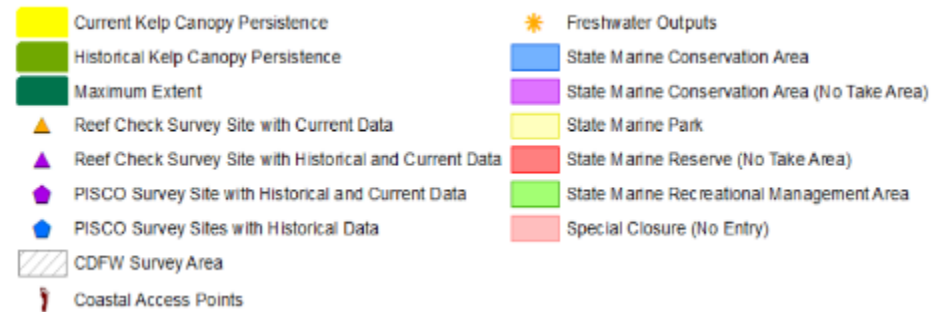 Current Kelp Canopy Persistence
Historical Kelp Canopy Persistence
Maximum Extent
Reef Check Survey Site with Current Data
Reef Check Survey Site with Historical and Current Data
PISCO Survey Site with Historical and Current Data
PISCO Survey Sites with Historical Data
CDFW Survey Area
Coastal Access Points
Freshwater Outputs
State Marine Conservation Area
State Marine Conservation Area (No Take Area)
State Marine Park
State Marine Reserve (No Take Area)
State Marine Recreational Management Area
Special Closure (No Entry)